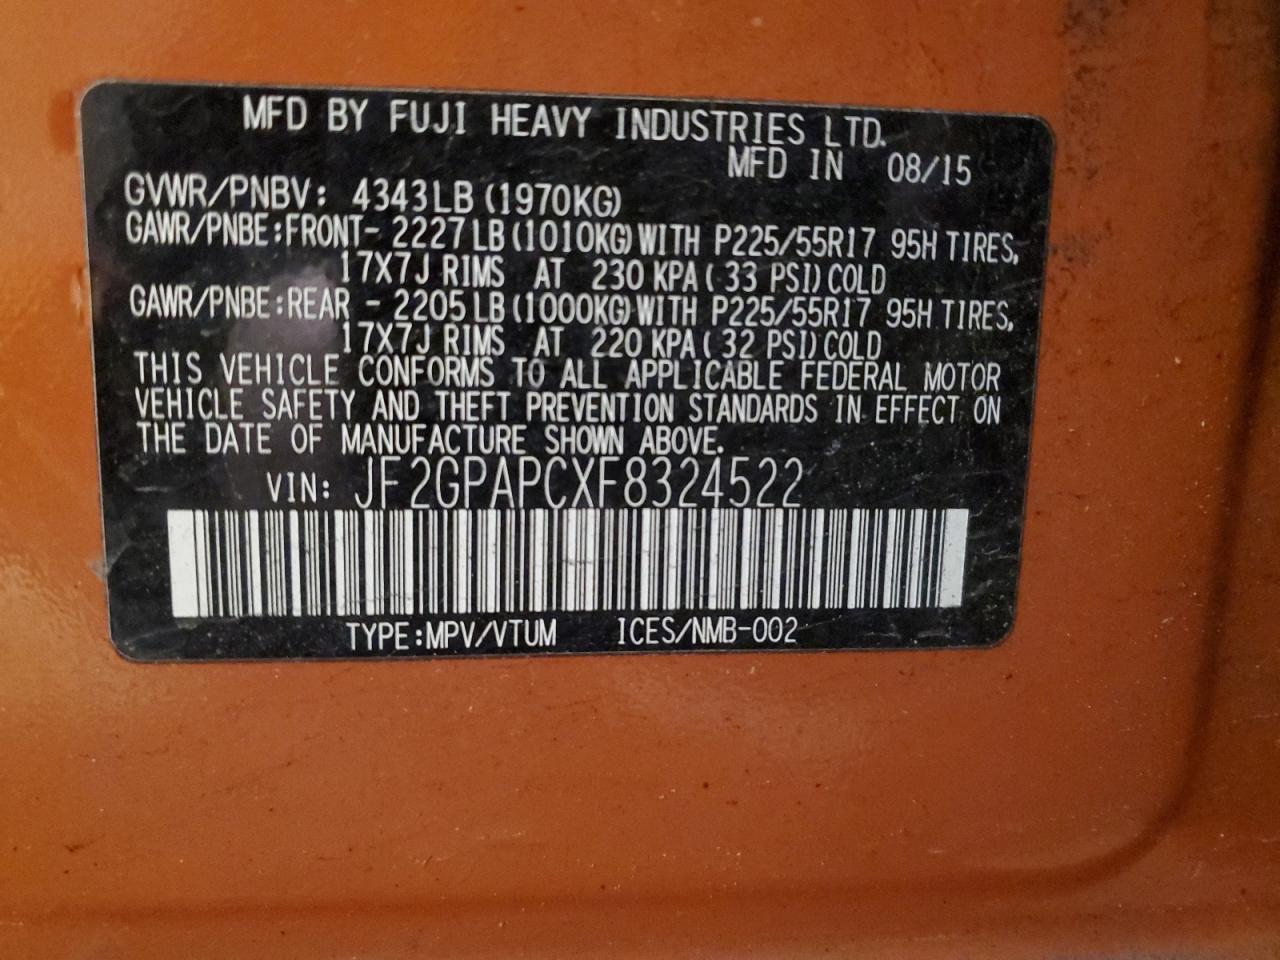 MFD BY FUJI HEAVY INDUSTRIES LTD.
MFD IN 08/15
GVWR/PNBV: 4343LB (1970KG)
GAWR/PNBE:FRONT- 2227LB(1010KG)WITH P225/55R17 95H TIRES,
17X7J RIMS AT 230 KPA( 33 PSI)COLD
GAWR/PNBE:REAR - 2205LB(1000KG)WITH P225/55R17 95H TIRES,
17X7J RIMS AT 220 KPA( 32 PSI)COLD
THIS VEHICLE CONFORMS TO ALL APPLICABLE FEDERAL MOTOR
VEHICLE SAFETY AND THEFT PREVENTION STANDARDS IN EFFECT ON
THE DATE OF MANUFACTURE SHOWN ABOVE.
VIN: JF2GPAPCXF8324522
TYPE:MPV/VTUM ICES/NMB-002